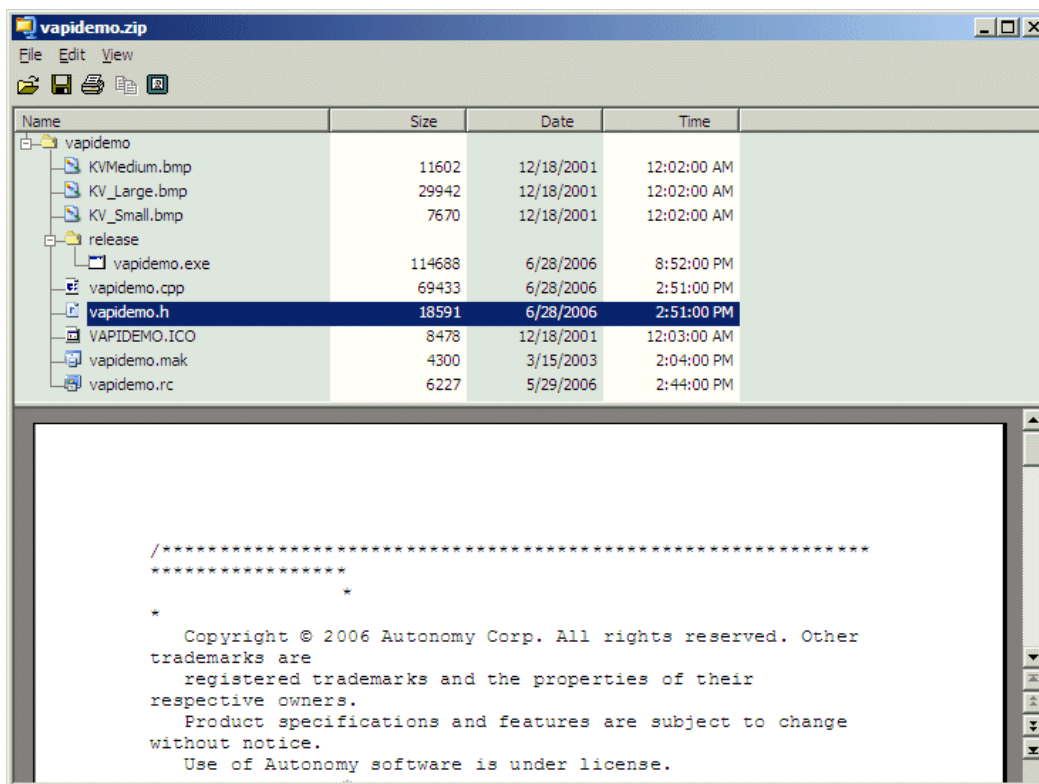 vapidemo.zip
File Edit View
Name Size Date Time
vapidemo
KVMedium.bmp 11602 12/18/2001 12:02:00 AM
KV_Large.bmp 29942 12/18/2001 12:02:00 AM
KV_Small.bmp 7670 12/18/2001 12:02:00 AM
release
vapidemo.exe 114688 6/28/2006 8:52:00 PM
vapidemo.cpp 69433 6/28/2006 2:51:00 PM
vapidemo.h 18591 6/28/2006 2:51:00 PM
VAPIDEMO.ICO 8478 12/18/2001 12:03:00 AM
vapidemo.mak 4300 3/15/2003 2:04:00 PM
vapidemo.rc 6227 5/29/2006 2:44:00 PM
/*************************************************************
*****************
*
*
Copyright © 2006 Autonomy Corp. All rights reserved. Other
trademarks are
registered trademarks and the properties of their
respective owners.
Product specifications and features are subject to change
without notice.
Use of Autonomy software is under license.